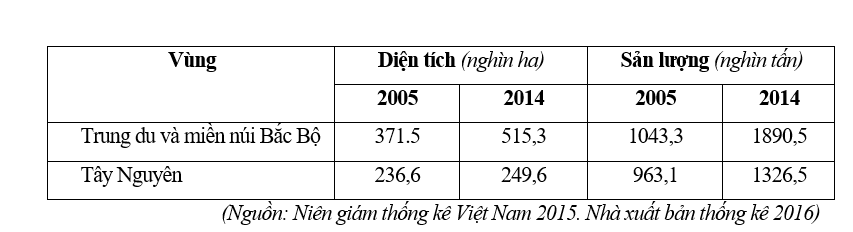 Vùng Diện tích (nghìn ha) Sản lượng (nghìn tấn)
2005 2014 2005 2014
Trung du và miền núi Bắc Bộ 371.5 515,3 1043,3 1890,5
Tây Nguyên 236,6 249,6 963,1 1326,5
(Nguồn: Niên giám thống kê Việt Nam 2015. Nhà xuất bản thống kê 2016)